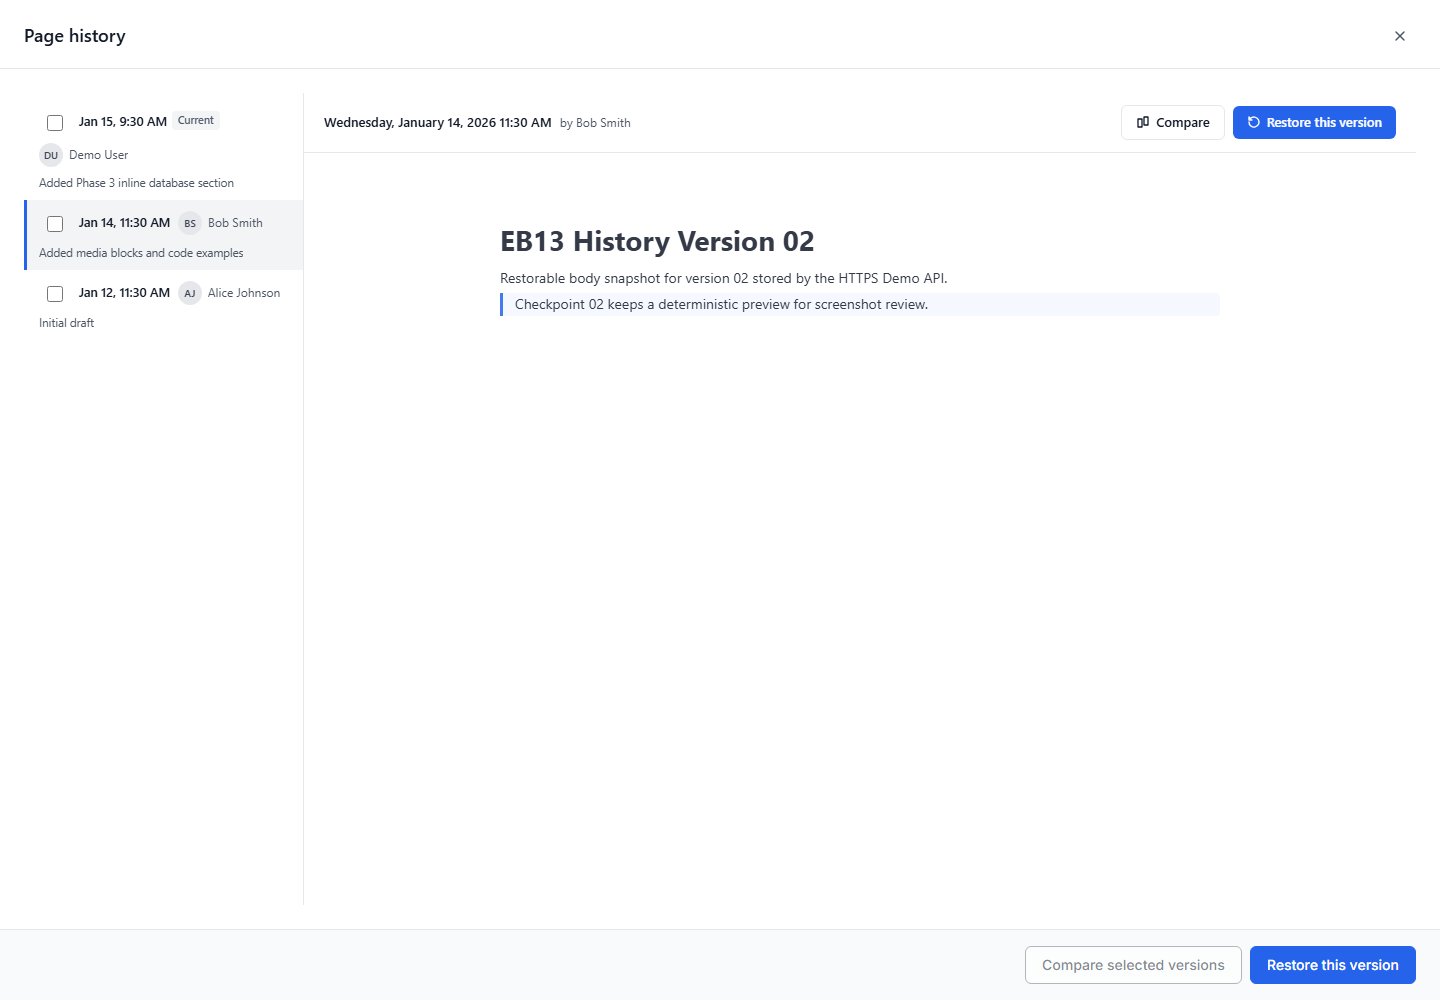 Page history
Jan 15, 9:30 AM Current
DU Demo User
Added Phase 3 inline database section
Jan 14, 11:30 AM BS Bob Smith
Added media blocks and code examples
Jan 12, 11:30 AM AJ Alice Johnson
Initial draft
Wednesday, January 14, 2026 11:30 AM by Bob Smith
Compare
Restore this version
EB13 History Version 02
Restorable body snapshot for version 02 stored by the HTTPS Demo API.
Checkpoint 02 keeps a deterministic preview for screenshot review.
Compare selected versions
Restore this version